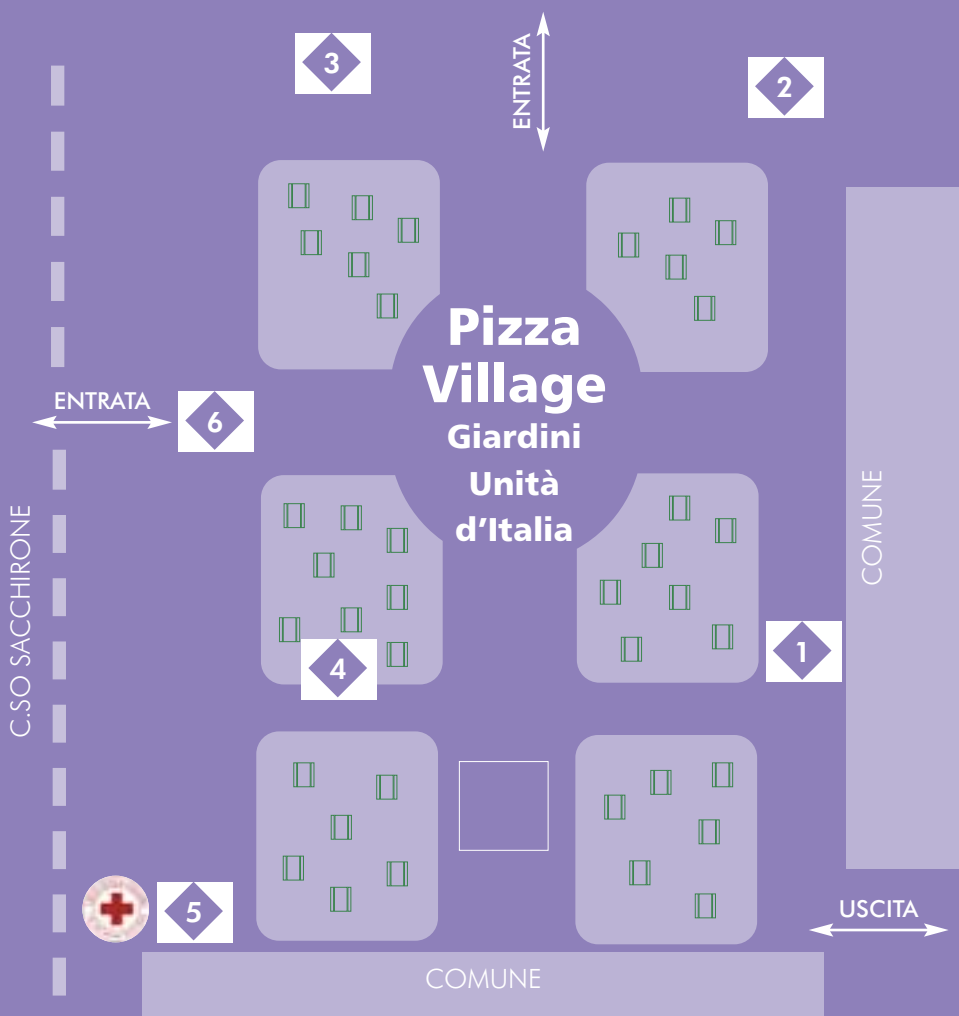 3
ENTRATA
2
Pizza
Village
Giardini
Unità
d'Italia
ENTRATA
6
C.SO SACCHIRONE
COMUNE
4
1
5
USCITA
COMUNE